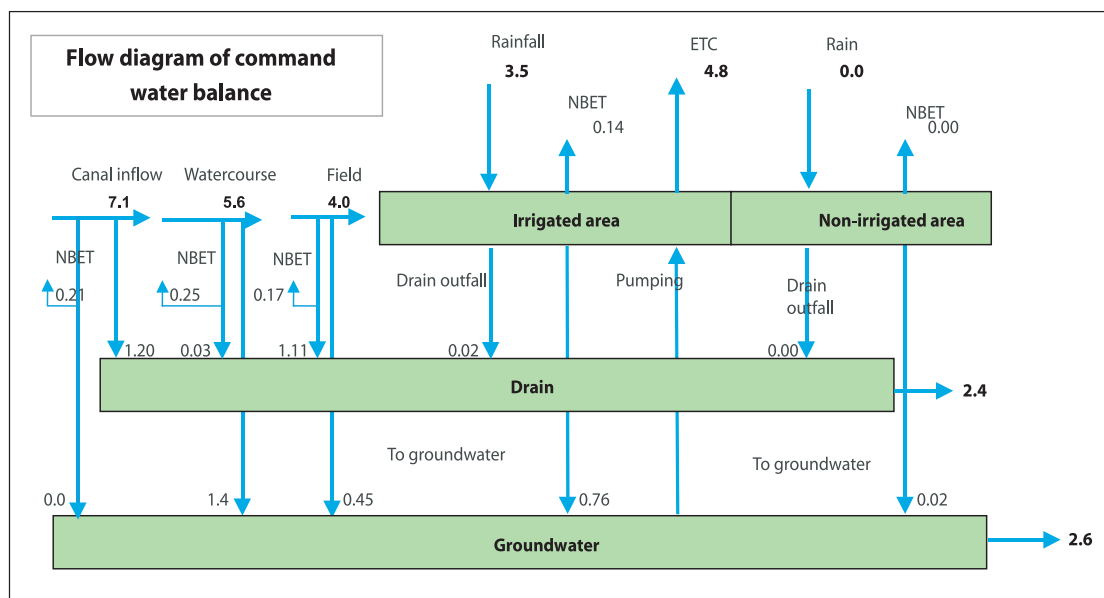 Flow diagram of command
water balance
Rainfall
3.5
ETC
4.8
Rain
0.0
NBET
0.14
NBET
0.00
Canal inflow
7.1
Watercourse
5.6
Field
4.0
Irrigated area
Non-irrigated area
NBET
0.21
NBET
0.25
NBET
0.17
Drain outfall
Pumping
Drain
outfall
1.20
0.03
1.11
0.02
0.00
Drain
2.4
To groundwater
To groundwater
0.0
1.4
0.45
0.76
0.02
Groundwater
2.6